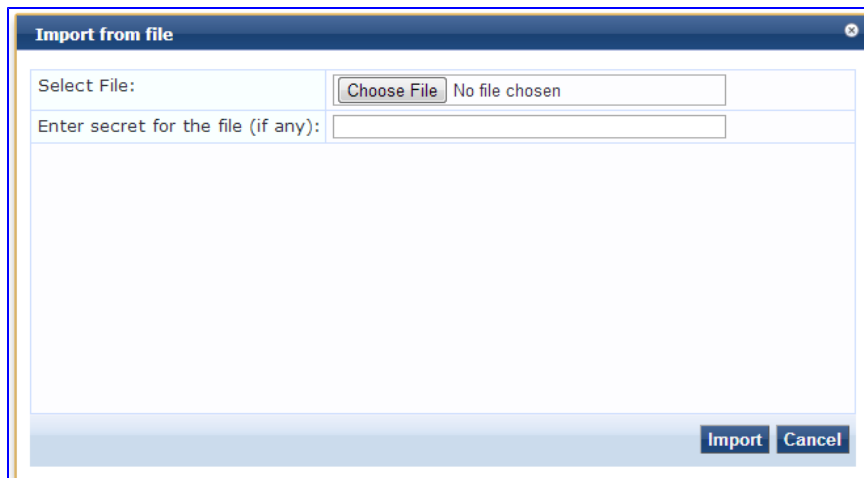 Import from file
Select File:
Choose File No file chosen
Enter secret for the file (if any):
Import Cancel